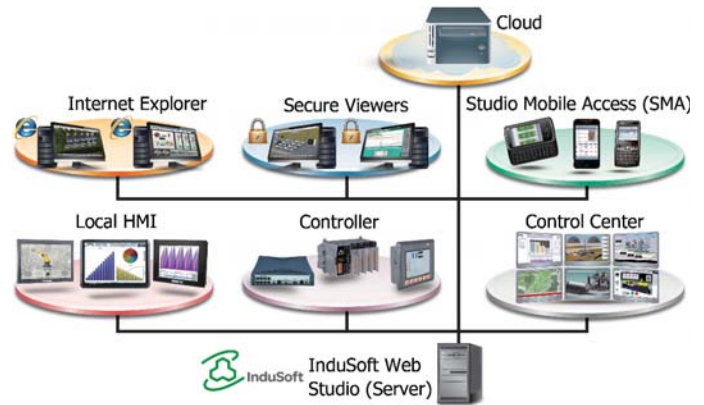 Cloud
Internet Explorer
Secure Viewers
Studio Mobile Access (SMA)
Local HMI
Controller
Control Center
InduSoft
InduSoft Web
Studio (Server)